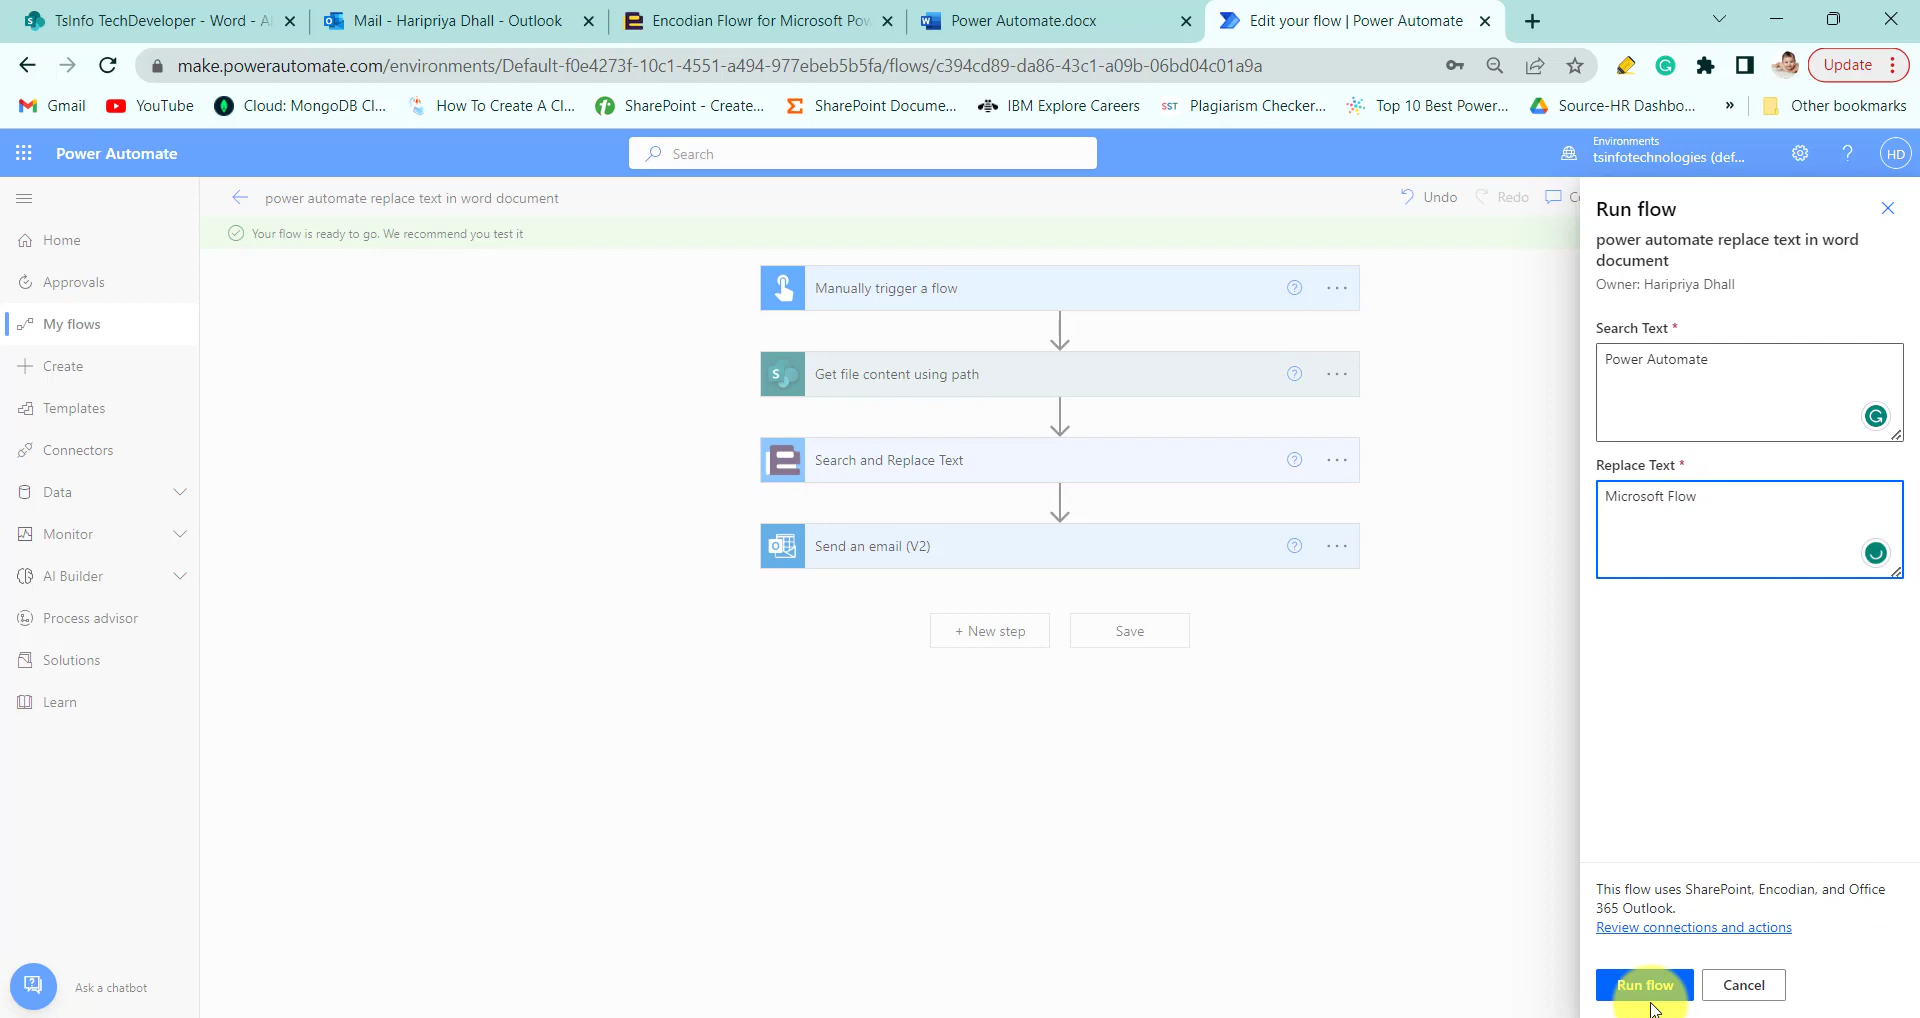 TsInfo TechDeveloper - Word - Al
Mail - Haripriya Dhall - Outlook
Encodian Flowr for Microsoft Pow
Power Automate.docx
Edit your flow | Power Automate
make.powerautomate.com/environments/Default-f0e4273f-10c1-4551-a494-977ebeb5b5fa/flows/c394cd89-da86-43c1-a09b-06bd04c01a9a
Update
Gmail
YouTube
Cloud: MongoDB Cl...
How To Create A Cl...
SharePoint - Create...
SharePoint Docume...
IBM Explore Careers
SST
Plagiarism Checker...
Top 10 Best Power...
Source-HR Dashbo...
»
Other bookmarks
Power Automate
Search
Environments
tsinfotechnologies (def...
HD
power automate replace text in word document
Undo
Redo
Your flow is ready to go. We recommend you test it
Home
Approvals
My flows
Create
Templates
Connectors
Data
Monitor
AI Builder
Process advisor
Solutions
Learn
Ask a chatbot
Manually trigger a flow
Get file content using path
Search and Replace Text
Send an email (V2)
+ New step
Save
Run flow
power automate replace text in word
document
Owner: Haripriya Dhall
Search Text *
Power Automate
Replace Text *
Microsoft Flow
This flow uses SharePoint, Encodian, and Office
365 Outlook.
Review connections and actions
Run flow
Cancel